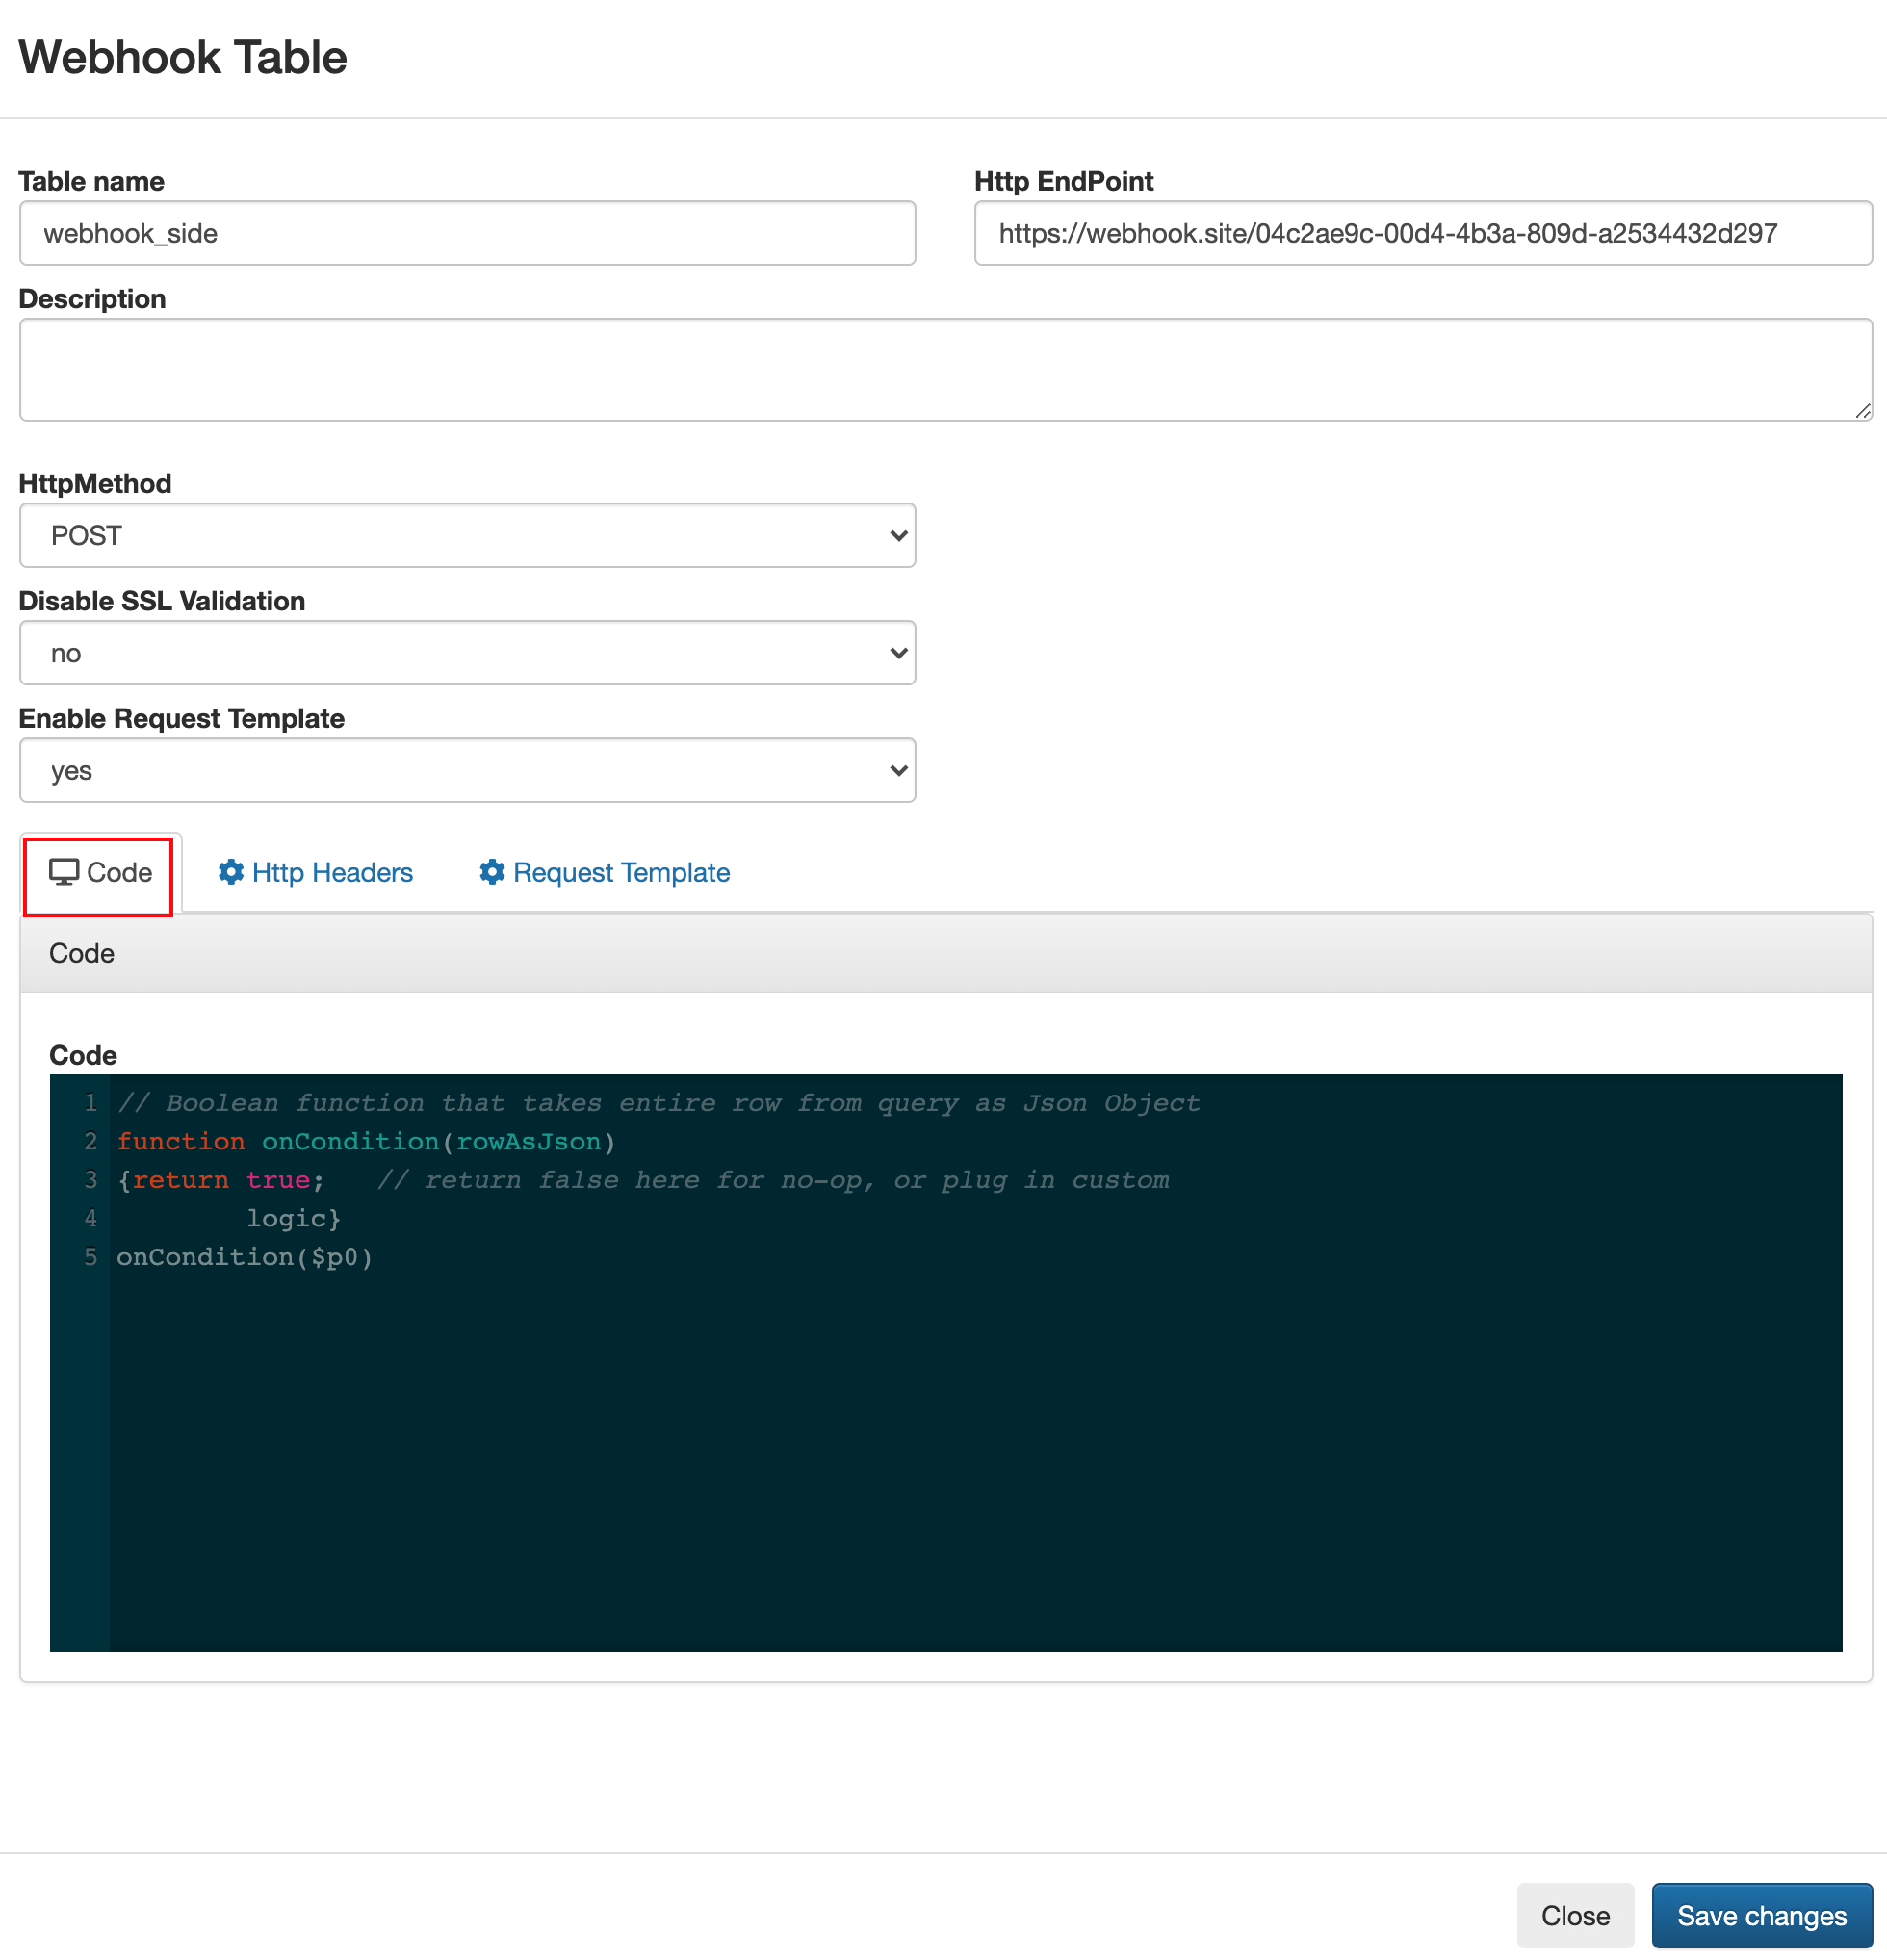 Webhook Table
Table name
Http EndPoint
webhook_side
https://webhook.site/04c2ae9c-00d4-4b3a-809d-a2534432d297
Description
HttpMethod
POST
Disable SSL Validation
no
Enable Request Template
yes
Code Http Headers Request Template
Code
Code
1 // Boolean function that takes entire row from query as Json Object
2 function onCondition(rowAsJson)
3 {return true;   // return false here for no-op, or plug in custom
4         logic}
5 onCondition($p0)
Close Save changes